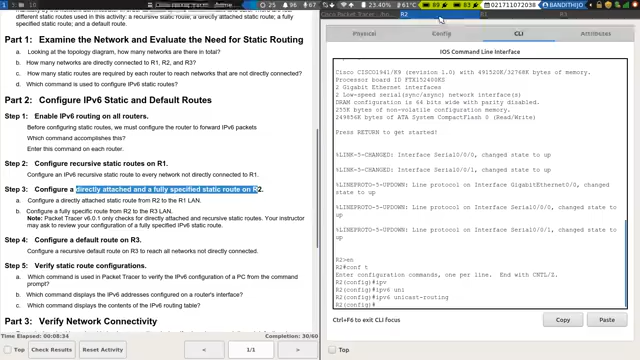 1 2 3 4
25 96 67
23.40% 61° 89 83 021711072038 BANDITHIJO
different static routes used in this activity: a recursive static route; a directly attached static route; a fully
specified static route; and a default route.
Part 1: Examine the Network and Evaluate the Need for Static Routing
a. Looking at the topology diagram, how many networks are there in total?
b. How many networks are directly connected to R1, R2, and R3?
c. How many static routes are required by each router to reach networks that are not directly connected?
d. Which command is used to configure IPv6 static routes?
Part 2: Configure IPv6 Static and Default Routes
Step 1: Enable IPv6 routing on all routers.
Before configuring static routes, we must configure the router to forward IPv6 packets
Which command accomplishes this?
Enter this command on each router.
Step 2: Configure recursive static routes on R1.
Configure an IPv6 static route to every network not directly connected to R1.
Step 3: Configure a directly attached and a fully specified static route on R2.
a. Configure a directly attached static route from R2 to the R1 LAN.
b. Configure a fully specific route from R2 to the R3 LAN.
Note: Packet Tracer v6.0.1 only checks for directly attached and recursive static routes. Your instructor
may ask to review your configuration of a fully specified IPv6 static route.
Step 4: Configure a default route on R3.
Configure a recursive default route on R3 to reach all networks not directly connected.
Step 5: Verify static route configurations.
a. Which command is used in Packet Tracer to verify the IPv6 configuration of a PC from the command
prompt?
b. Which command displays the IPv6 addresses configured on a router's interface?
c. Which command displays the contents of the IPv6 routing table?
Part 3: Verify Network Connectivity
Time Elapsed: 00:08:34
Completion: 30/60
Top
Check Results
Reset Activity
<
1/1
>
Cisco Packet Tracer
R2
R1
Physical
Config
CLI
Attributes
IOS Command Line Interface
Cisco CISCO1941/K9 (revision 1.0) with 491520K/32768K bytes of memory.
Processor board ID FTX152400KS
2 Gigabit Ethernet interfaces
2 Low-speed serial(sync/async) network interface(s)
DRAM configuration is 64 bits wide with parity disabled.
255K bytes of non-volatile configuration memory.
249856K bytes of ATA System CompactFlash 0 (Read/Write)
Press RETURN to get started!
%LINK-5-CHANGED: Interface Serial0/0/0, changed state to up
%LINK-5-CHANGED: Interface Serial0/0/1, changed state to up
%LINEPROTO-5-UPDOWN: Line protocol on Interface GigabitEthernet0/0, changed
state to up
%LINEPROTO-5-UPDOWN: Line protocol on Interface Serial0/0/0, changed state to
up
%LINEPROTO-5-UPDOWN: Line protocol on Interface Serial0/0/1, changed state to
up
R2>en
R2#conf t
Enter configuration commands, one per line. End with CNTL/Z.
R2(config)#ipv
R2(config)#ipv6 uni
R2(config)#ipv6 unicast-routing
R2(config)#
Ctrl+F6 to exit CLI focus
Copy
Paste
Top